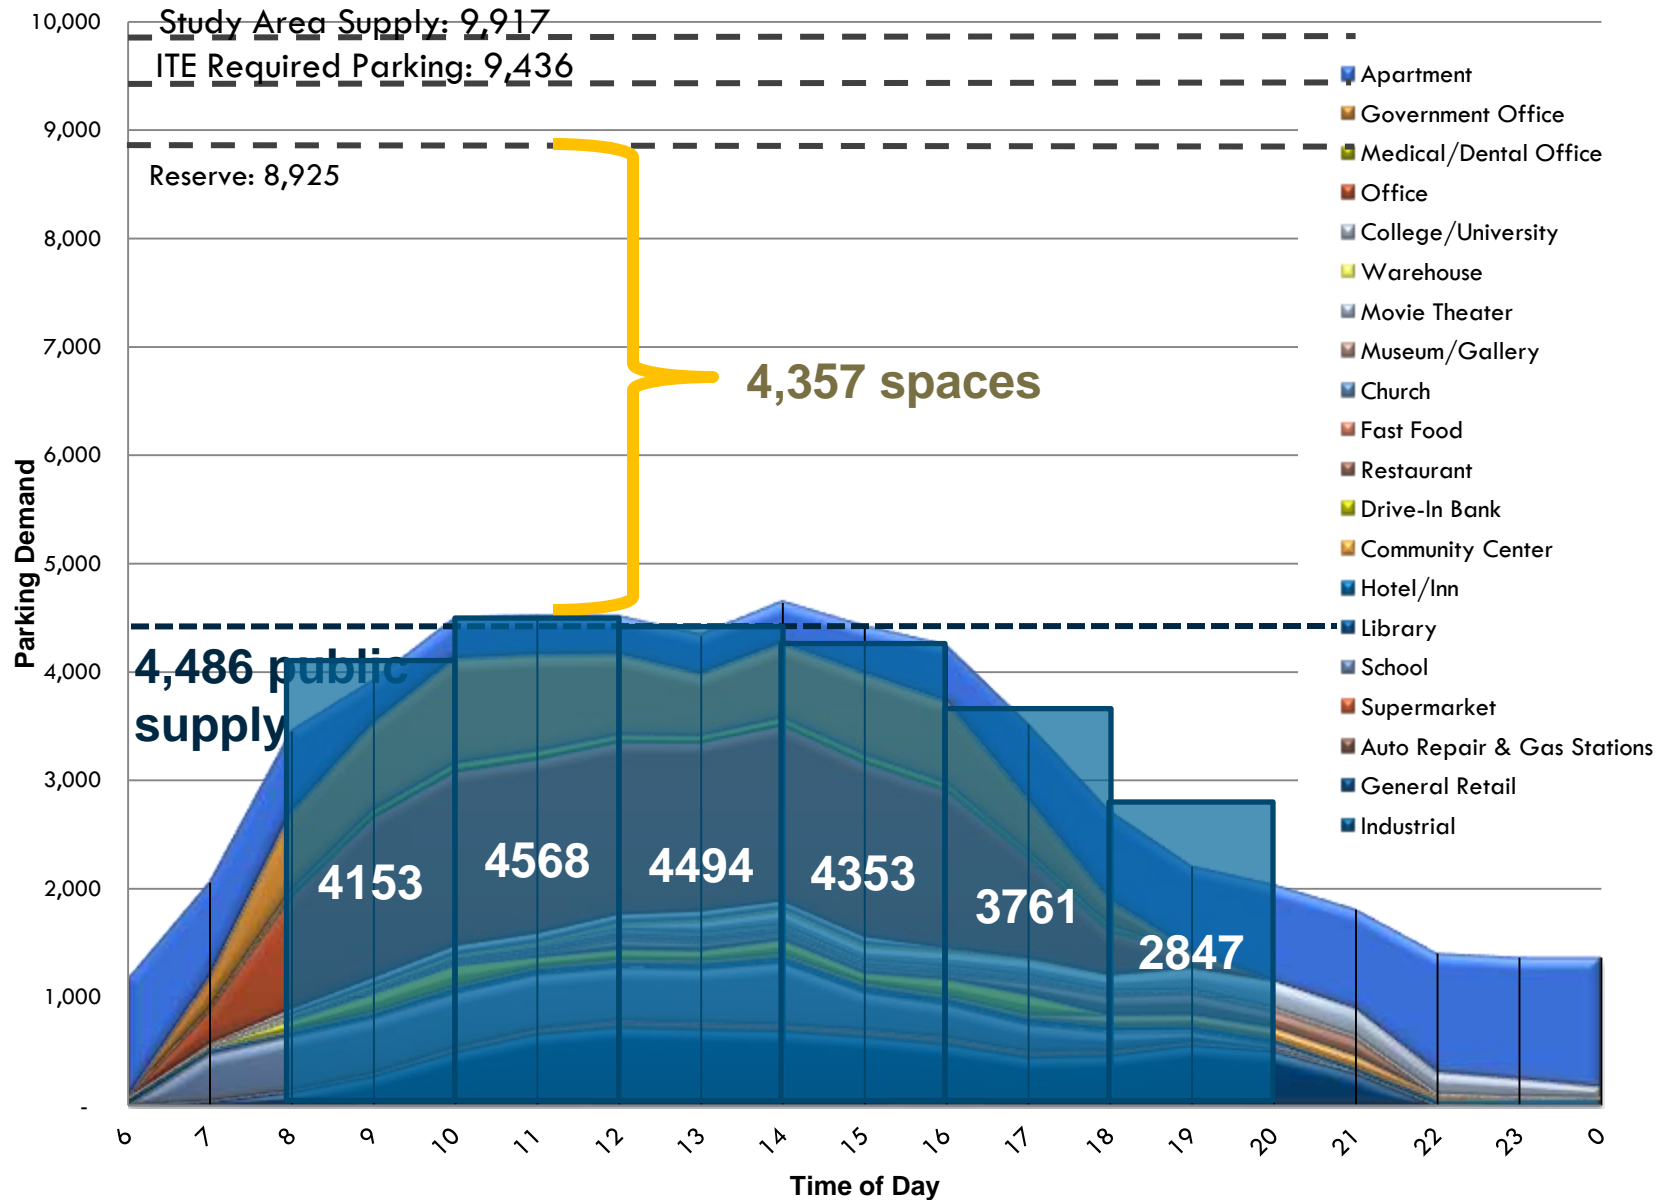 10,000
Study Area Supply: 9,917
ITE Required Parking: 9,436
9,000
Reserve: 8,925
8,000
7,000
6,000
5,000
4,000
3,000
2,000
1,000
-
Parking Demand
4,357 spaces
4,486 public
supply
4153
4568
4494
4353
3761
2847
6
7
8
9
10
11
12
13
14
15
16
17
18
19
20
21
22
23
0
Time of Day
Apartment
Government Office
Medical/Dental Office
Office
College/University
Warehouse
Movie Theater
Museum/Gallery
Church
Fast Food
Restaurant
Drive-In Bank
Community Center
Hotel/Inn
Library
School
Supermarket
Auto Repair & Gas Stations
General Retail
Industrial